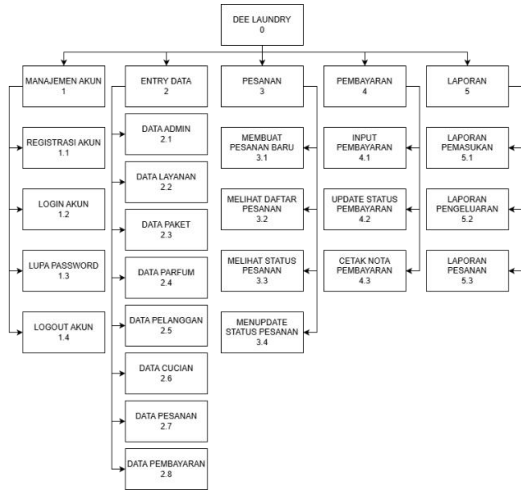 DEE LAUNDRY
0
MANAJEMEN AKUN
1
ENTRY DATA
2
PESANAN
3
PEMBAYARAN
4
LAPORAN
5
REGISTRASI AKUN
1.1
LOGIN AKUN
1.2
LUPA PASSWORD
1.3
LOGOUT AKUN
1.4
DATA ADMIN
2.1
DATA LAYANAN
2.2
DATA PAKET
2.3
DATA PARFUM
2.4
DATA PELANGGAN
2.5
DATA CUCIAN
2.6
DATA PESANAN
2.7
DATA PEMBAYARAN
2.8
MEMBUAT
PESANAN BARU
3.1
MELIHAT DAFTAR
PESANAN
3.2
MELIHAT STATUS
PESANAN
3.3
MENUPDATE
STATUS PESANAN
3.4
INPUT
PEMBAYARAN
4.1
UPDATE STATUS
PEMBAYARAN
4.2
CETAK NOTA
PEMBAYARAN
4.3
LAPORAN
PEMASUKAN
5.1
LAPORAN
PENGELUARAN
5.2
LAPORAN
PESANAN
5.3